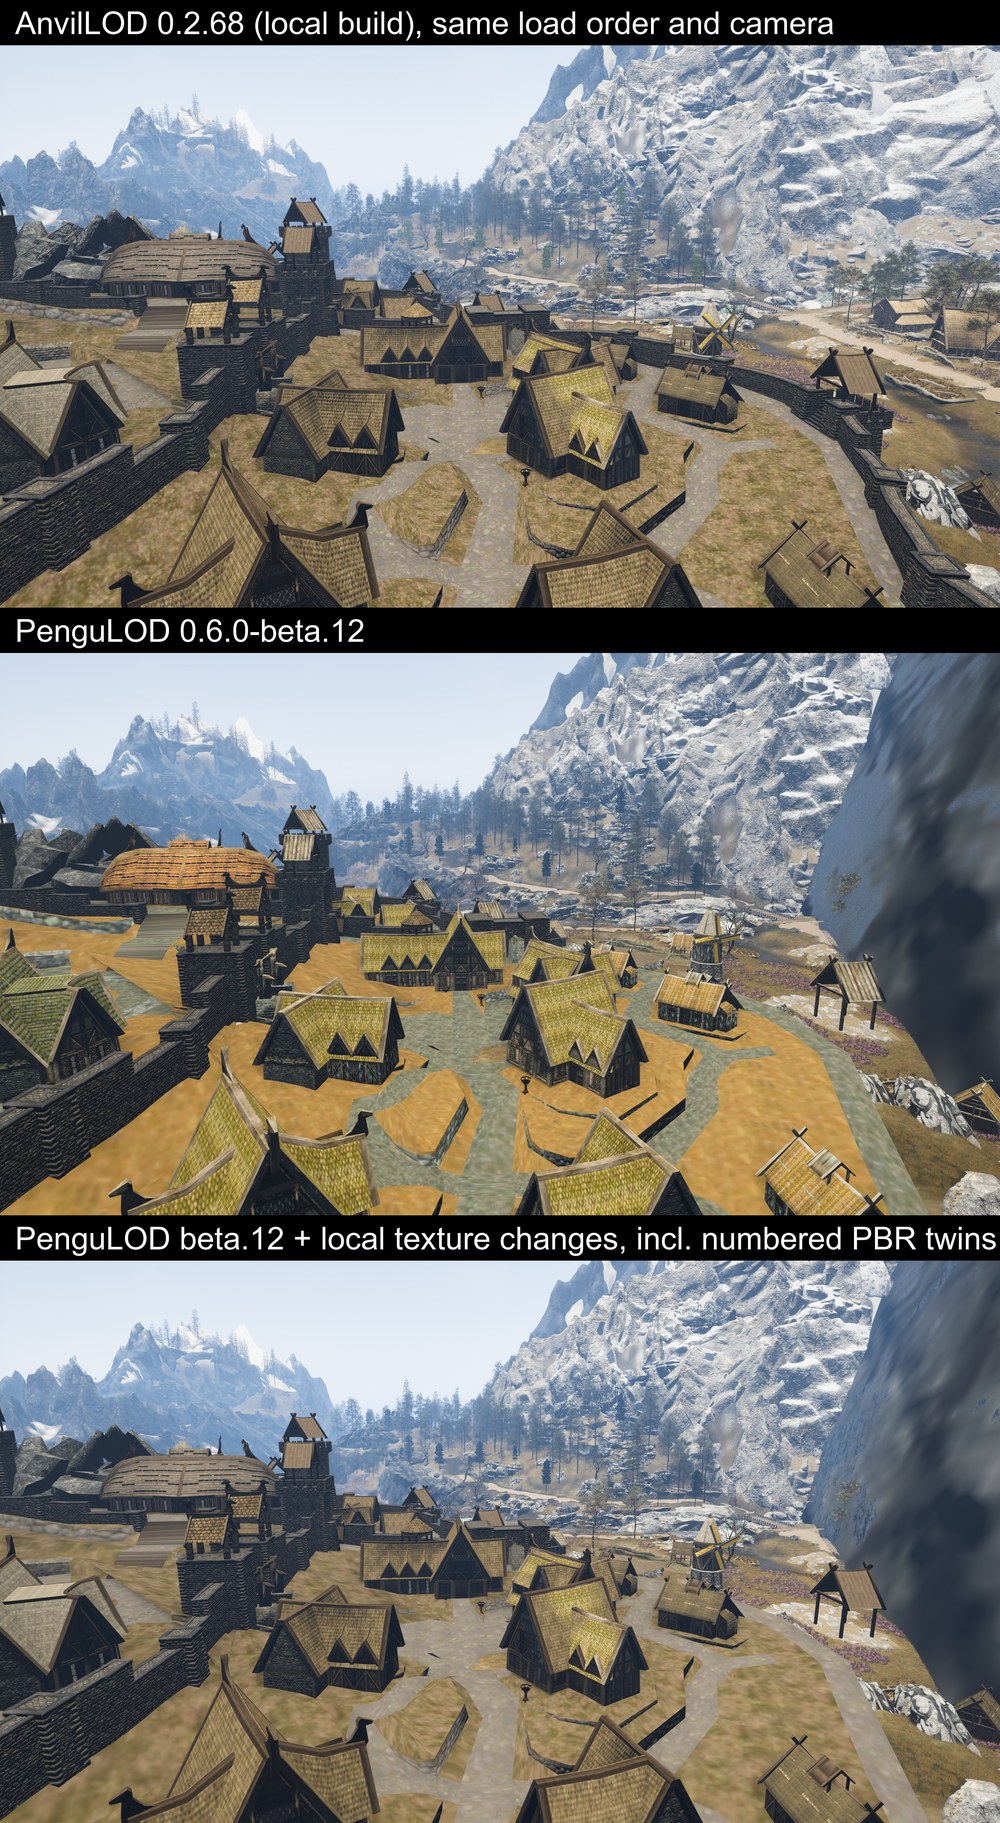 AnvilLOD 0.2.68 (local build), same load order and camera
PenguLOD 0.6.0-beta.12
PenguLOD beta.12 + local texture changes, incl. numbered PBR twins